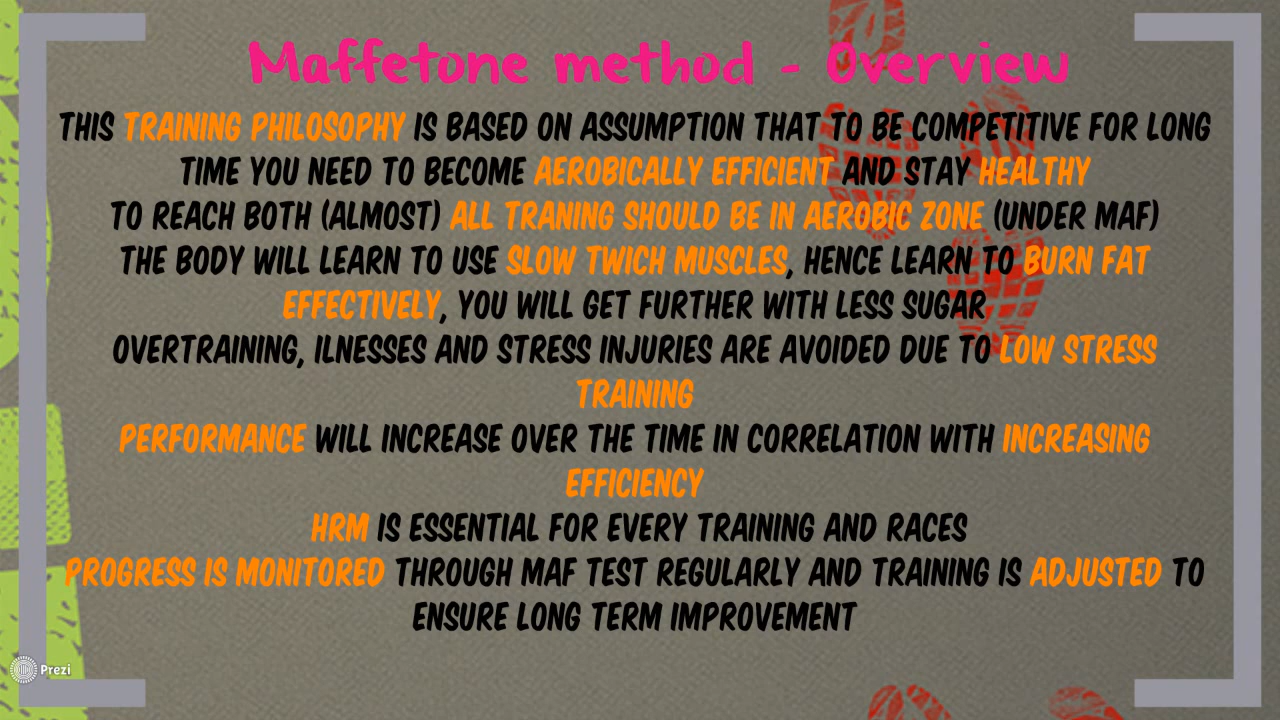 Maffetone method - Overview
THIS TRAINING PHILOSOPHY IS BASED ON ASSUMPTION THAT TO BE COMPETITIVE FOR LONG
TIME YOU NEED TO BECOME AEROBICALLY EFFICIENT AND STAY HEALTHY
TO REACH BOTH (ALMOST) ALL TRANING SHOULD BE IN AEROBIC ZONE (UNDER MAF)
THE BODY WILL LEARN TO USE SLOW TWICH MUSCLES, HENCE LEARN TO BURN FAT
EFFECTIVELY, YOU WILL GET FURTHER WITH LESS SUGAR
OVERTRAINING, ILNESSES AND STRESS INJURIES ARE AVOIDED DUE TO LOW STRESS
TRAINING
PERFORMANCE WILL INCREASE OVER THE TIME IN CORRELATION WITH INCREASING
EFFICIENCY
HRM IS ESSENTIAL FOR EVERY TRAINING AND RACES
PROGRESS IS MONITORED THROUGH MAF TEST REGULARLY AND TRAINING IS ADJUSTED TO
ENSURE LONG TERM IMPROVEMENT
Prezi